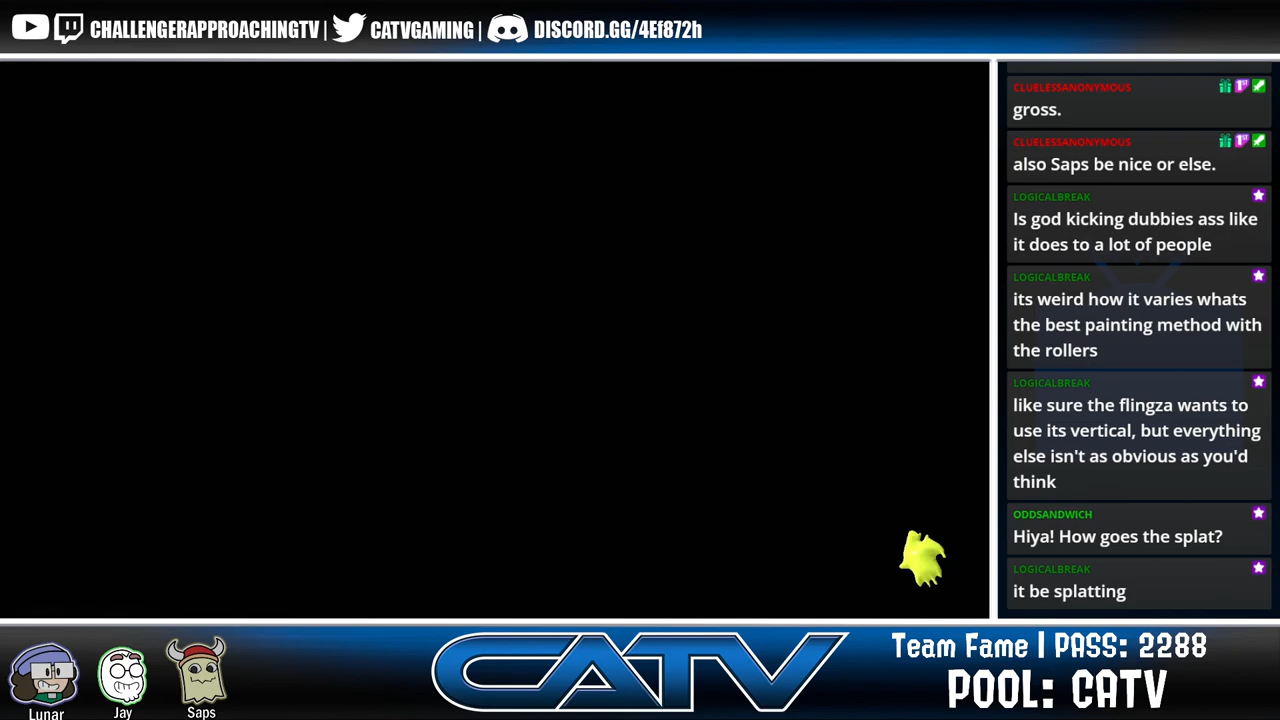 CHALLENGERAPPROACHINGTV | CATVGAMING | DISCORD.GG/4Ef872h
CLUELESSANONYMOUS
gross.
CLUELESSANONYMOUS
also Saps be nice or else.
LOGICALBREAK
Is god kicking dubbies ass like
it does to a lot of people
LOGICALBREAK
its weird how it varies whats
the best painting method with
the rollers
LOGICALBREAK
like sure the flingza wants to
use its vertical, but everything
else isn't as obvious as you'd
think
ODDSANDWICH
Hiya! How goes the splat?
LOGICALBREAK
it be splatting
Lunar
Jay
Saps
CATV
Team Fame | PASS: 2288
POOL: CATV